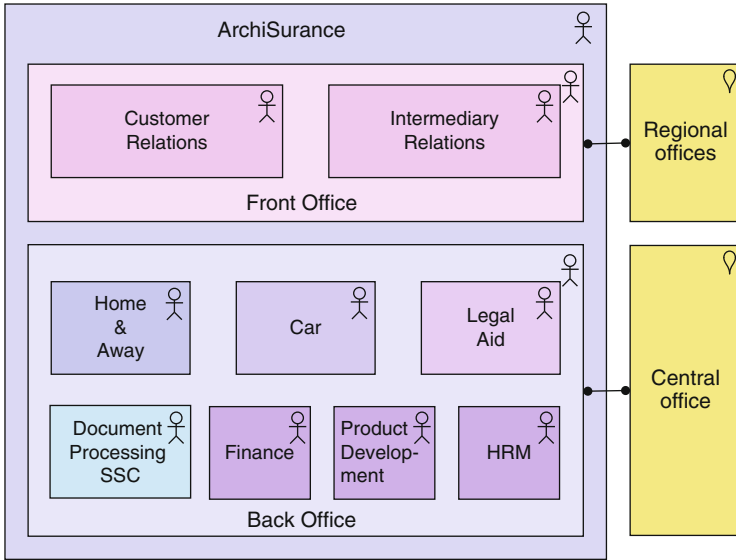 ArchiSurance
Customer
Relations
Intermediary
Relations
Front Office
Regional
offices
Home
&
Away
Car
Legal
Aid
Document
Processing
SSC
Finance
Product
Develop-
ment
HRM
Back Office
Central
office